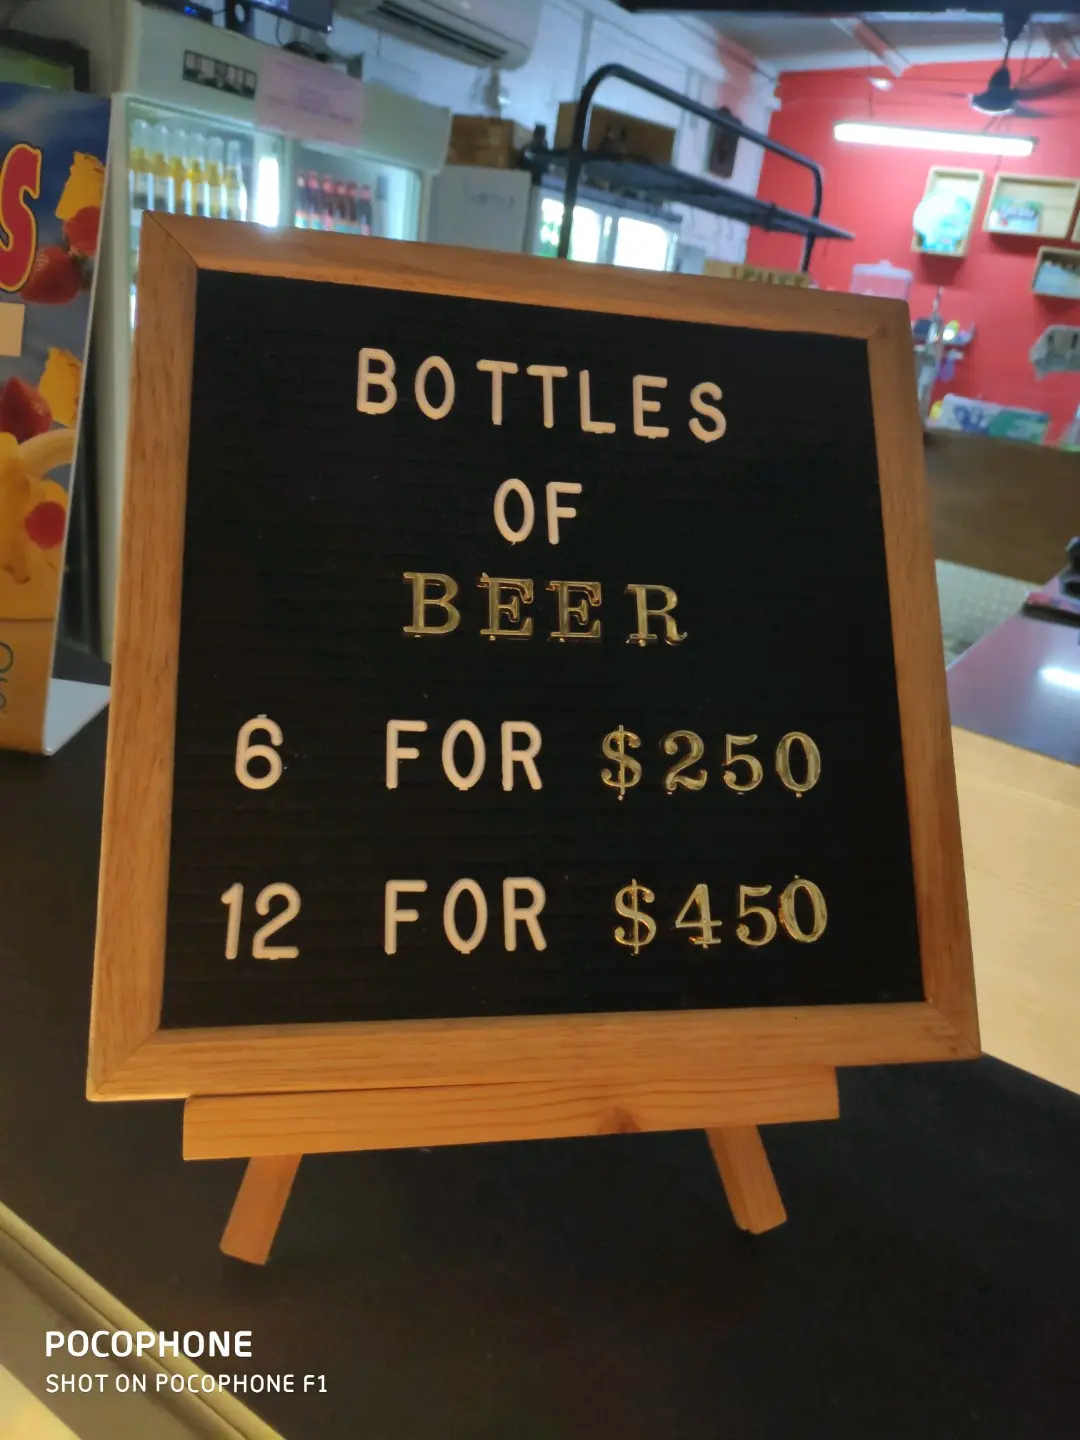 BOTTLES
OF
BEER
6 FOR $250
12 FOR $450
S
POCOPHONE
SHOT ON POCOPHONE F1